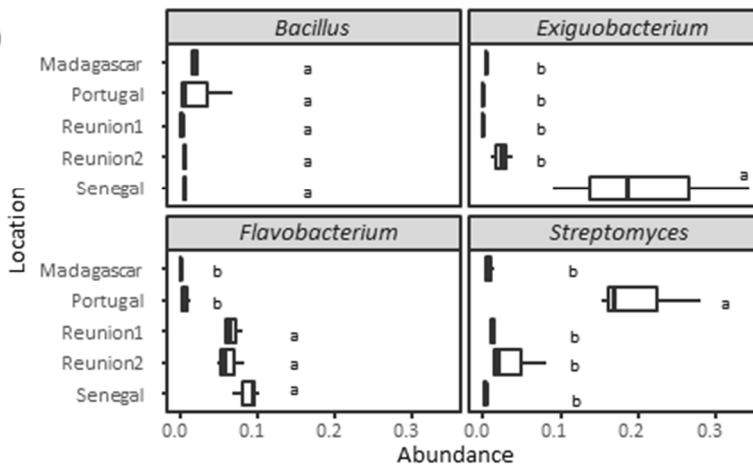 )
Bacillus Exiguobacterium
Madagascar a b
Portugal a b
Reunion1 a b
Reunion2 a b
Senegal a a
Location
Flavobacterium Streptomyces
Madagascar b b
Portugal b a
Reunion1 a b
Reunion2 a b
Senegal a b
0.0 0.1 0.2 0.3 0.0 0.1 0.2 0.3
Abundance